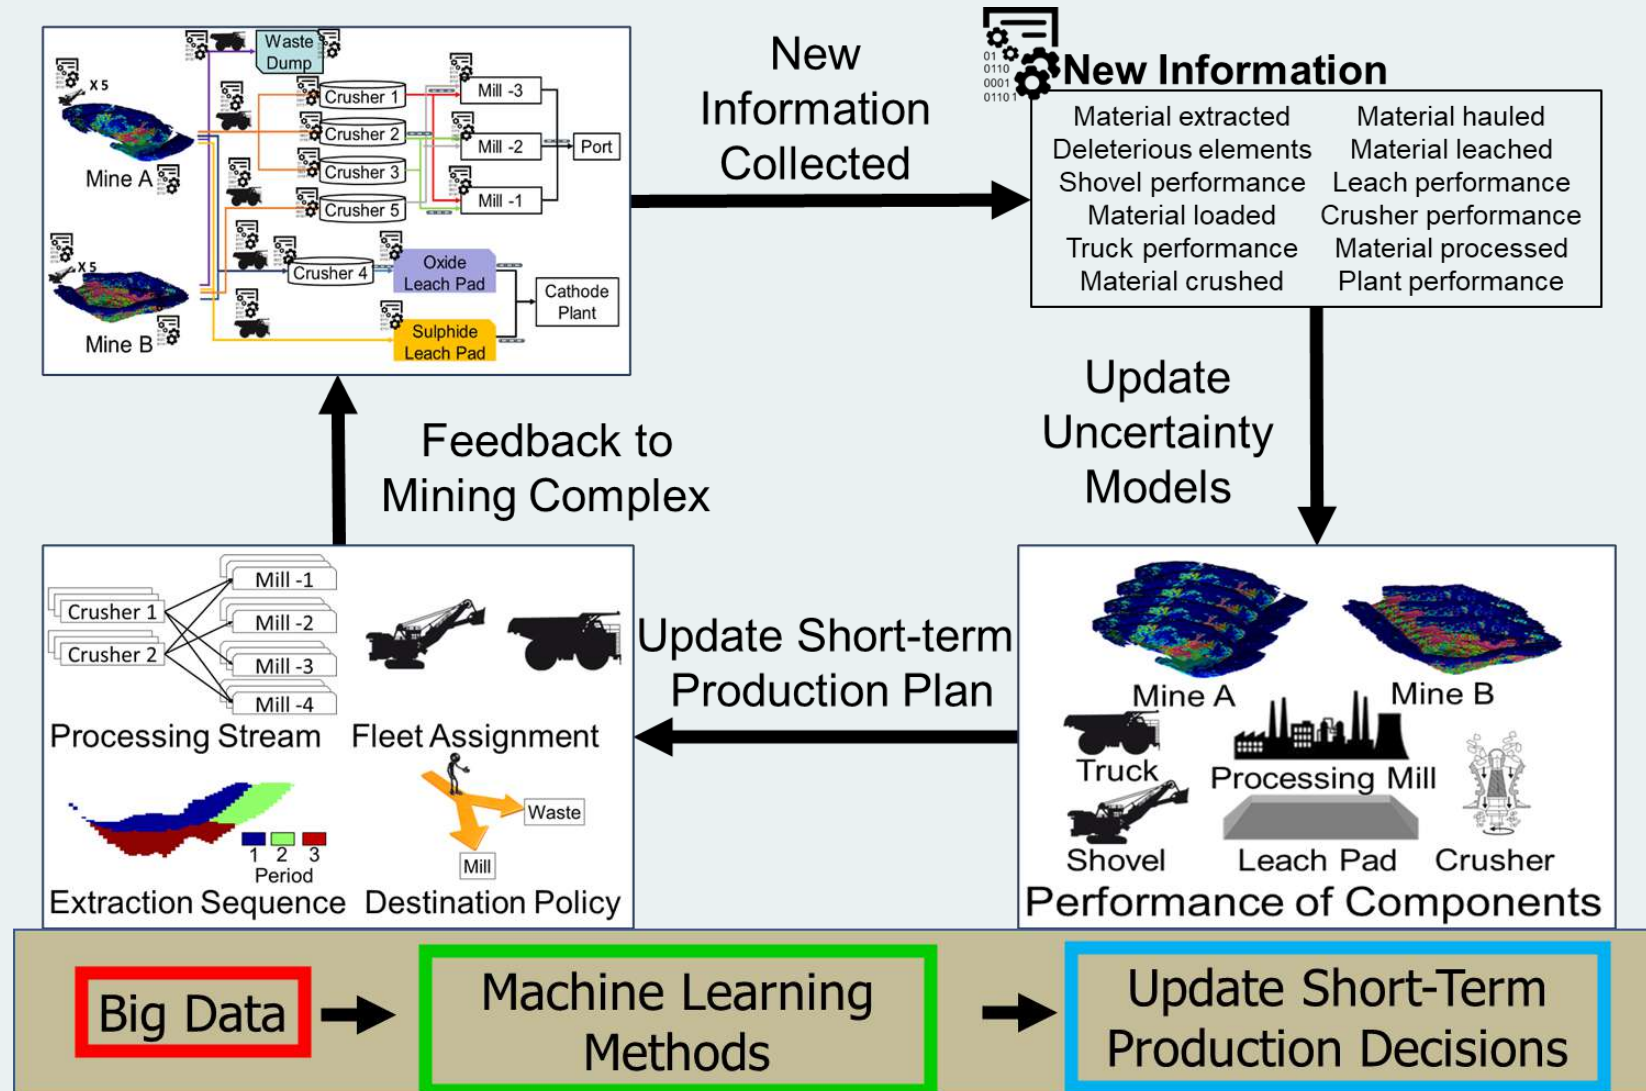 Waste
Dump
X 5
Mine A
X 5
Mine B
Crusher 1
Crusher 2
Crusher 3
Crusher 5
Crusher 4
Mill -3
Mill -2
Mill -1
Port
Oxide
Leach Pad
Sulphide
Leach Pad
Cathode
Plant
New
Information
Collected
01
0110
0001
01101
New Information
Material extracted
Material hauled
Deleterious elements
Material leached
Shovel performance
Leach performance
Material loaded
Crusher performance
Truck performance
Material processed
Material crushed
Plant performance
Update
Uncertainty
Models
Feedback to
Mining Complex
Crusher 1
Crusher 2
Mill -1
Mill -2
Mill -3
Mill -4
Processing Stream
Fleet Assignment
1 2 3
Period
Extraction Sequence
Waste
Mill
Destination Policy
Update Short-term
Production Plan
Mine A
Mine B
Truck
Processing Mill
Shovel
Leach Pad
Crusher
Performance of Components
Big Data
Machine Learning
Methods
Update Short-Term
Production Decisions